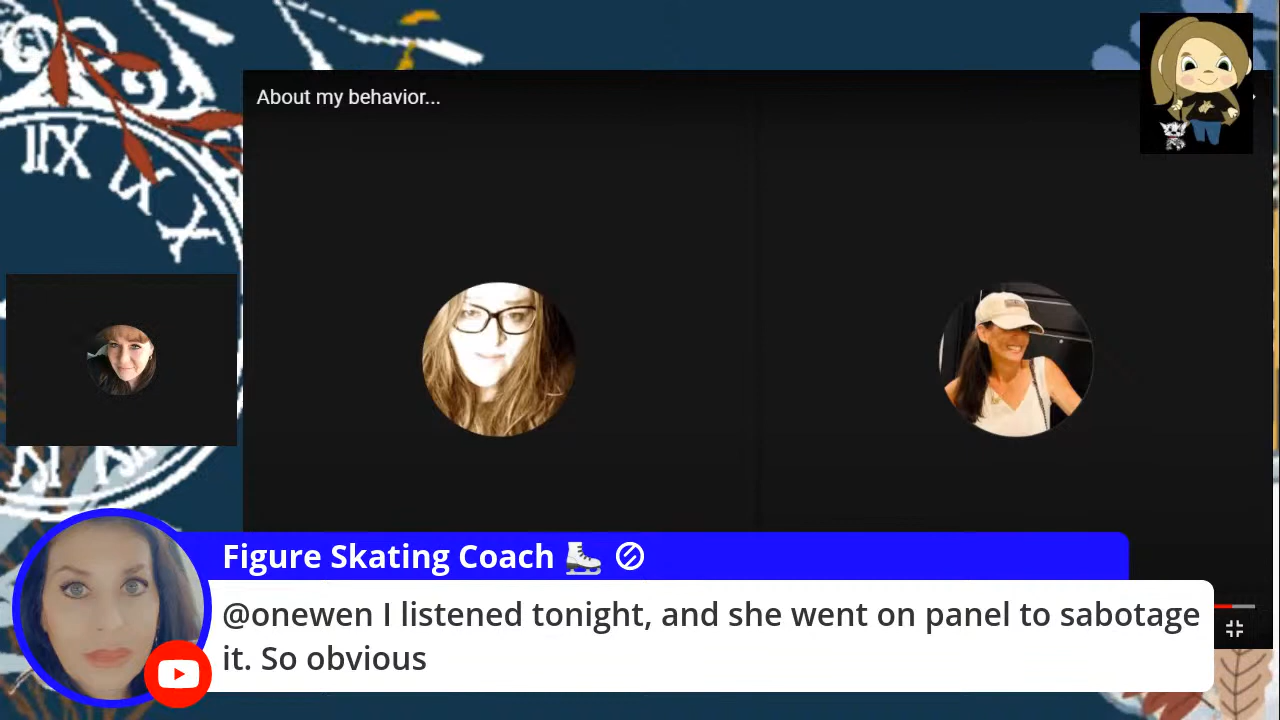 About my behavior...
IX
X
Figure Skating Coach ⛸️
@onewen I listened tonight, and she went on panel to sabotage
it. So obvious